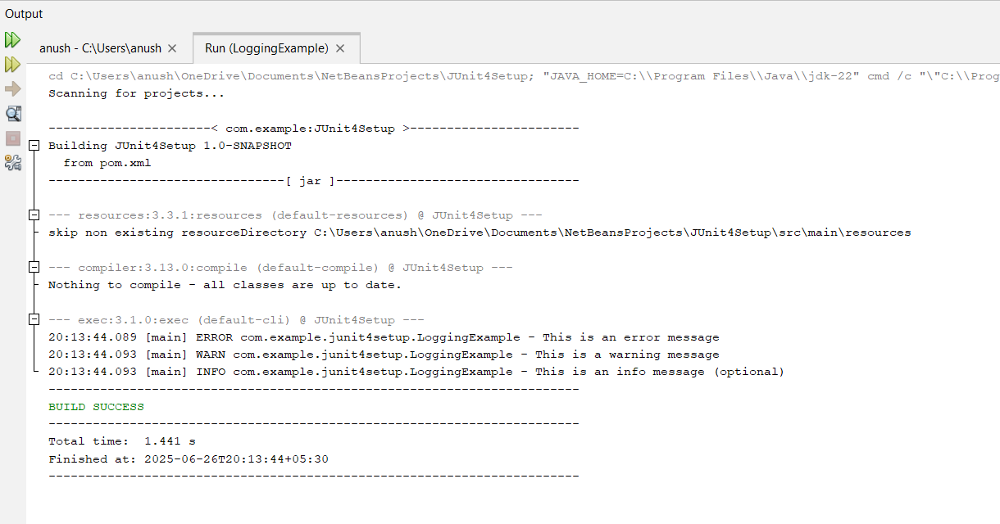 Output
anush - C:\Users\anush
Run (LoggingExample)
cd C:\Users\anush\OneDrive\Documents\NetBeansProjects\JUnit4Setup; "JAVA_HOME=C:\\Program Files\\Java\\jdk-22" cmd /c "\"C:\\Prog
Scanning for projects...
----------------------< com.example:JUnit4Setup >-----------------------
Building JUnit4Setup 1.0-SNAPSHOT
  from pom.xml
--------------------------------[ jar ]---------------------------------
--- resources:3.3.1:resources (default-resources) @ JUnit4Setup ---
skip non existing resourceDirectory C:\Users\anush\OneDrive\Documents\NetBeansProjects\JUnit4Setup\src\main\resources
--- compiler:3.13.0:compile (default-compile) @ JUnit4Setup ---
Nothing to compile - all classes are up to date.
--- exec:3.1.0:exec (default-cli) @ JUnit4Setup ---
20:13:44.089 [main] ERROR com.example.junit4setup.LoggingExample - This is an error message
20:13:44.093 [main] WARN com.example.junit4setup.LoggingExample - This is a warning message
20:13:44.093 [main] INFO com.example.junit4setup.LoggingExample - This is an info message (optional)
------------------------------------------------------------------------
BUILD SUCCESS
------------------------------------------------------------------------
Total time:  1.441 s
Finished at: 2025-06-26T20:13:44+05:30
------------------------------------------------------------------------